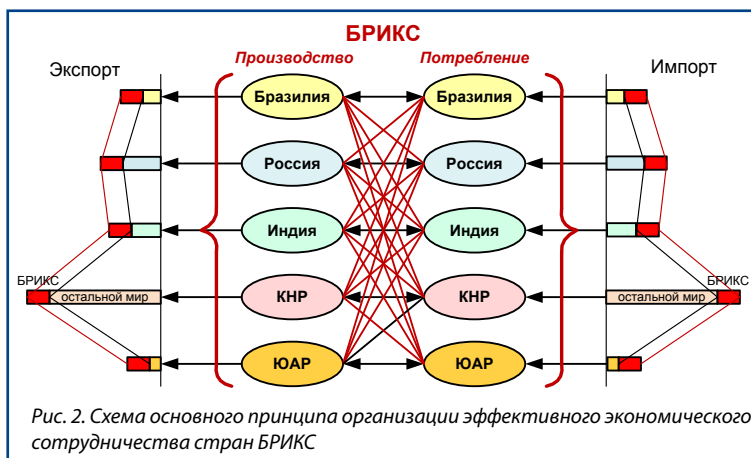 БРИКС
Производство Потребление
Экспорт Импорт
Бразилия Бразилия
Россия Россия
Индия Индия
БРИКС БРИКС
остальной мир КНР КНР остальной мир
ЮАР ЮАР
Рис. 2. Схема основного принципа организации эффективного экономического
сотрудничества стран БРИКС